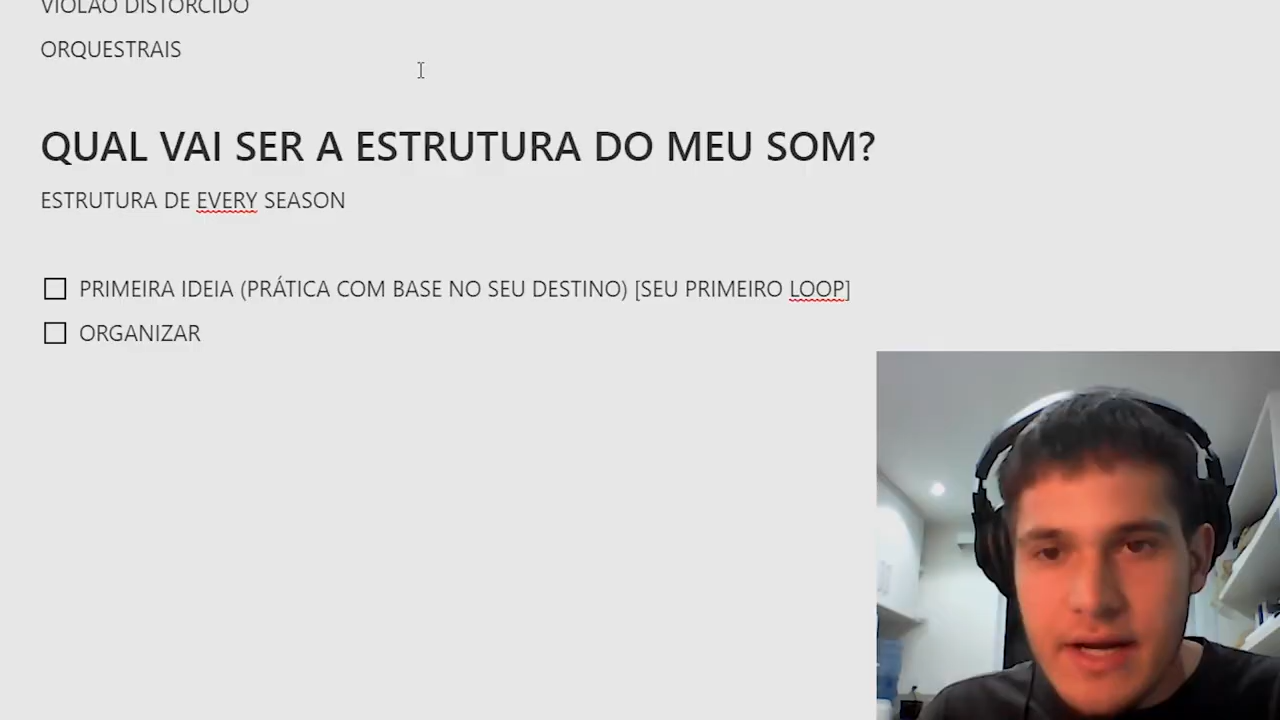 VIOLÃO DISTORCIDO
ORQUESTRAIS
QUAL VAI SER A ESTRUTURA DO MEU SOM?
ESTRUTURA DE EVERY SEASON
PRIMEIRA IDEIA (PRÁTICA COM BASE NO SEU DESTINO) [SEU PRIMEIRO LOOP]
ORGANIZAR